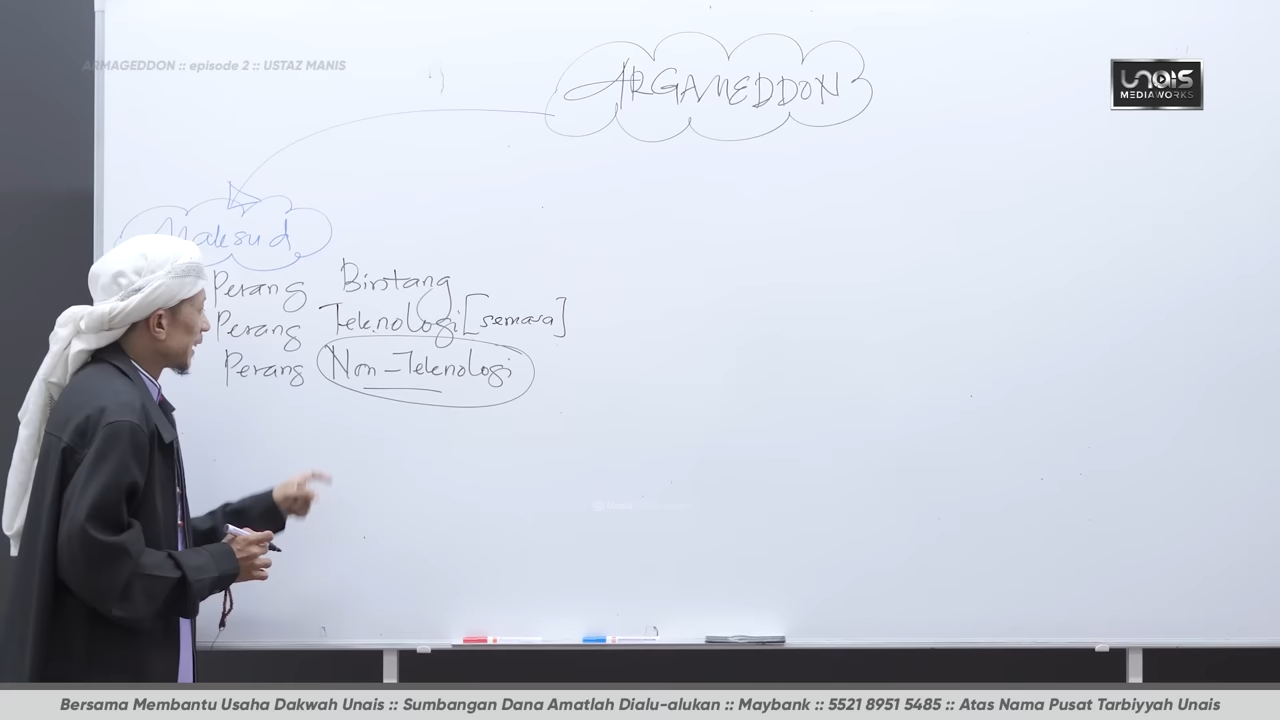 ARMAGEDDON :: episode 2 :: USTAZ MANIS
ARGAMEDDON
UNAIS
MEDIAWORKS
Maksud
Perang Bintang
Perang Teknologi [semasa]
Perang Non-Teknologi
Bersama Membantu Usaha Dakwah Unais :: Sumbangan Dana Amatlah Dialu-alukan :: Maybank :: 5521 8951 5485 :: Atas Nama Pusat Tarbiyyah Unais